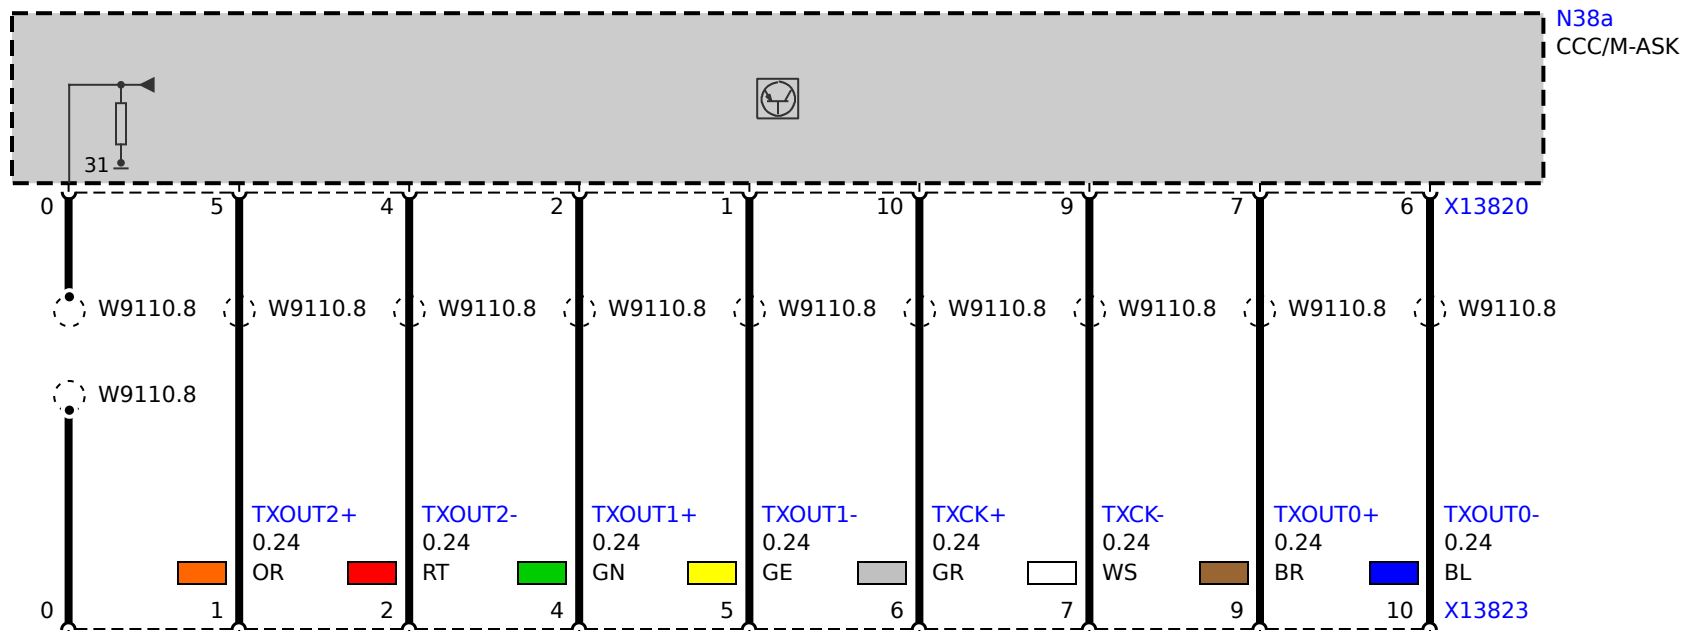 N38a
CCC/M-ASK
31
0 5 4 2 1 10 9 7 6 X13820
W9110.8 W9110.8 W9110.8 W9110.8 W9110.8 W9110.8 W9110.8 W9110.8 W9110.8
W9110.8
TXOUT2+ TXOUT2- TXOUT1+ TXOUT1- TXCK+ TXCK- TXOUT0+ TXOUT0-
0.24 0.24 0.24 0.24 0.24 0.24 0.24 0.24
OR RT GN GE GR WS BR BL
0 1 2 4 5 6 7 9 10 X13823